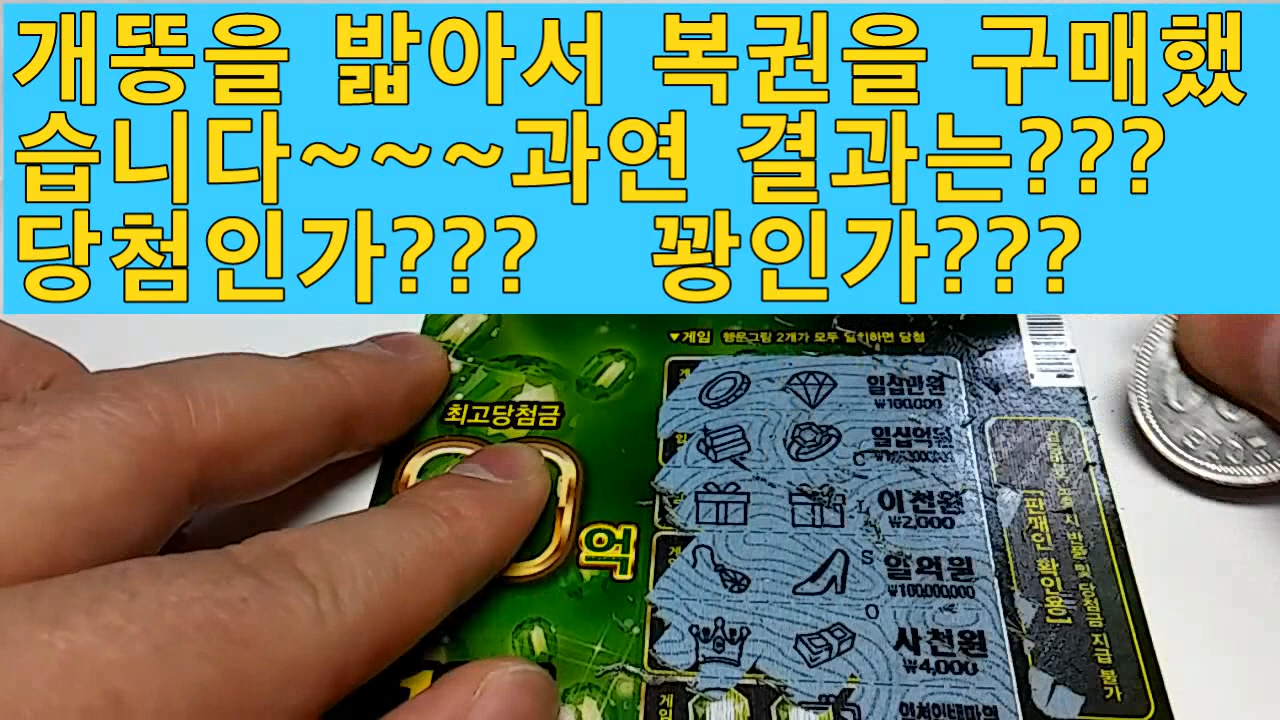 개똥을 밟아서 복권을 구매했
습니다~~~과연 결과는???
당첨인가??? 꽝인가???
▼게임 행운그림 2개가 모두 일치하면 당첨
최고당첨금
억
일십만원
₩100,000
일십억원
이천원
₩2,000
일억원
₩100,000,000
사천원
₩4,000
게임
[판매인 확인용]